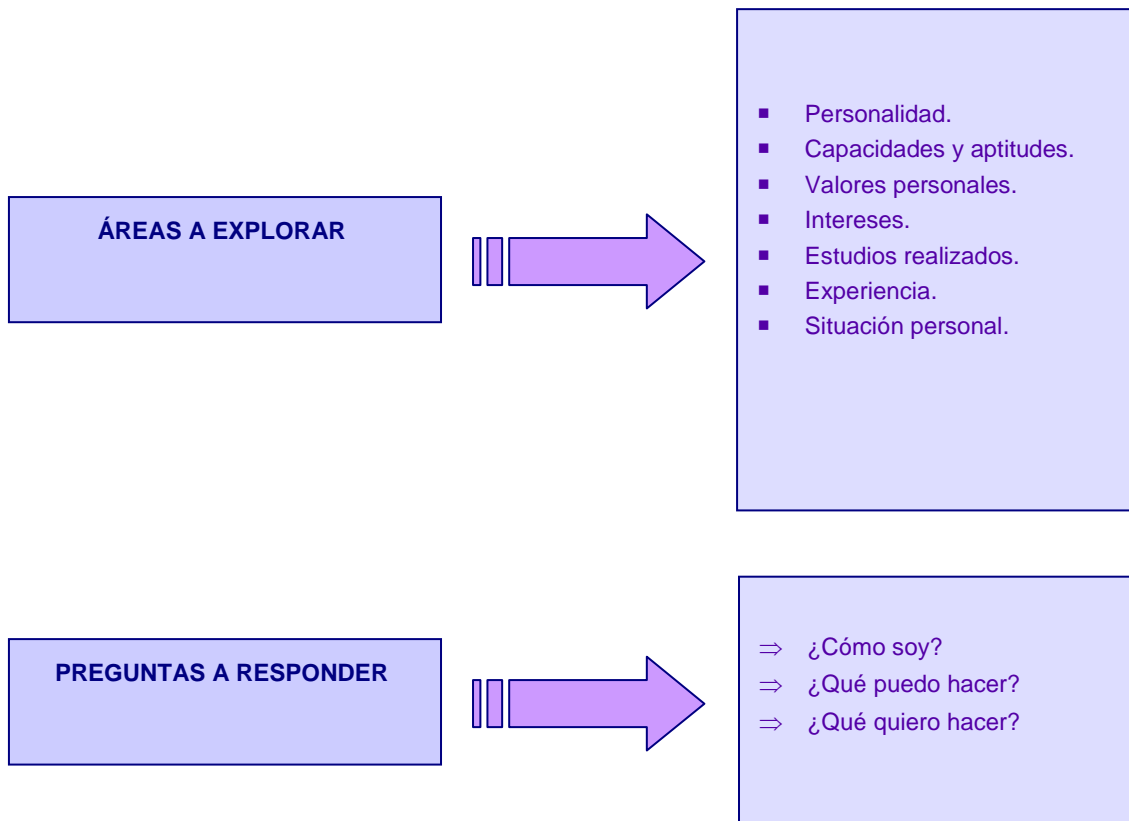 ÁREAS A EXPLORAR
▪ Personalidad.
▪ Capacidades y aptitudes.
▪ Valores personales.
▪ Intereses.
▪ Estudios realizados.
▪ Experiencia.
▪ Situación personal.
PREGUNTAS A RESPONDER
⇒ ¿Cómo soy?
⇒ ¿Qué puedo hacer?
⇒ ¿Qué quiero hacer?